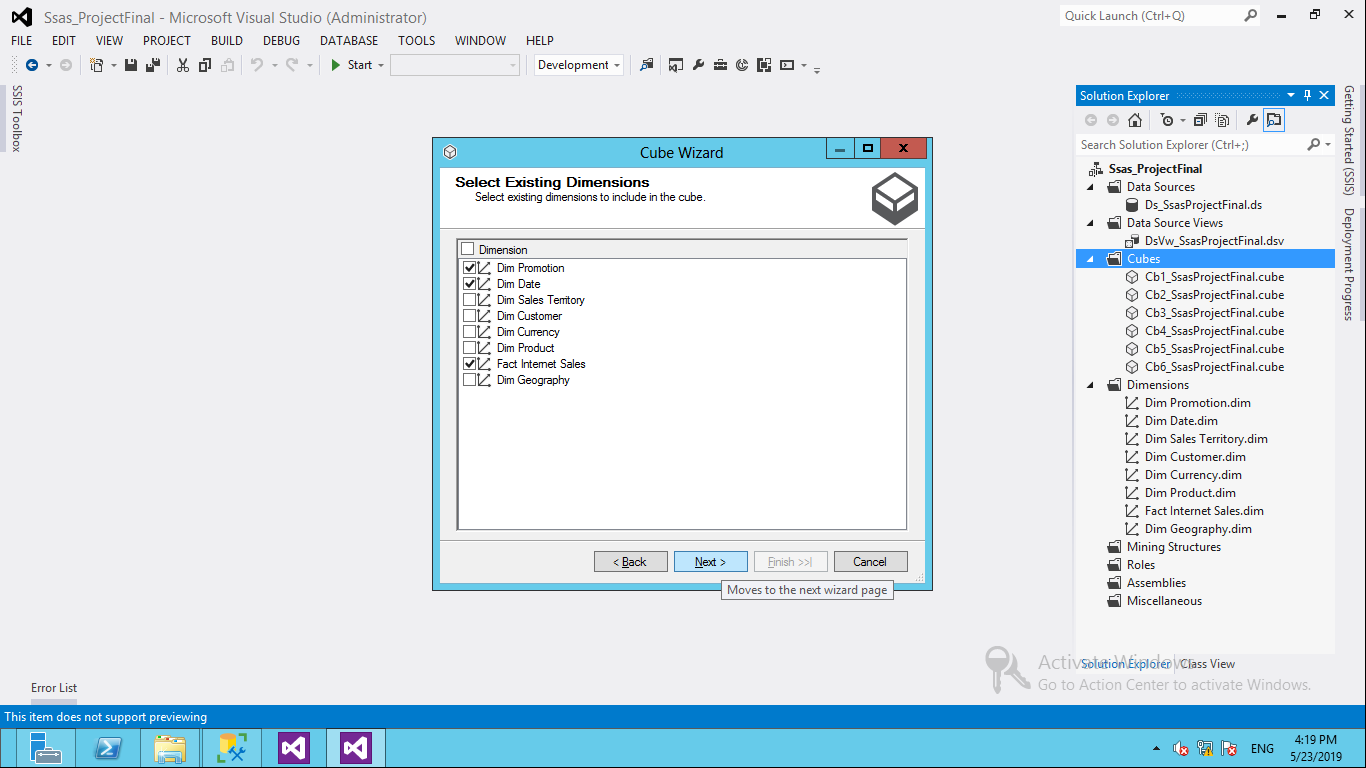 Ssas_ProjectFinal - Microsoft Visual Studio (Administrator)
Quick Launch (Ctrl+Q)
FILE EDIT VIEW PROJECT BUILD DEBUG DATABASE TOOLS WINDOW HELP
Start
Development
SSIS Toolbox
Cube Wizard
Select Existing Dimensions
Select existing dimensions to include in the cube.
Dimension
Dim Promotion
Dim Date
Dim Sales Territory
Dim Customer
Dim Currency
Dim Product
Fact Internet Sales
Dim Geography
< Back
Next >
Finish >>|
Cancel
Moves to the next wizard page
Solution Explorer
Search Solution Explorer (Ctrl+;)
Ssas_ProjectFinal
Data Sources
Ds_SsasProjectFinal.ds
Data Source Views
DsVw_SsasProjectFinal.dsv
Cubes
Cb1_SsasProjectFinal.cube
Cb2_SsasProjectFinal.cube
Cb3_SsasProjectFinal.cube
Cb4_SsasProjectFinal.cube
Cb5_SsasProjectFinal.cube
Cb6_SsasProjectFinal.cube
Dimensions
Dim Promotion.dim
Dim Date.dim
Dim Sales Territory.dim
Dim Customer.dim
Dim Currency.dim
Dim Product.dim
Fact Internet Sales.dim
Dim Geography.dim
Mining Structures
Roles
Assemblies
Miscellaneous
Solution Explorer
Class View
Getting Started (SSIS)
Deployment Progress
Activate Windows
Go to Action Center to activate Windows.
Error List
This item does not support previewing
ENG
4:19 PM
5/23/2019